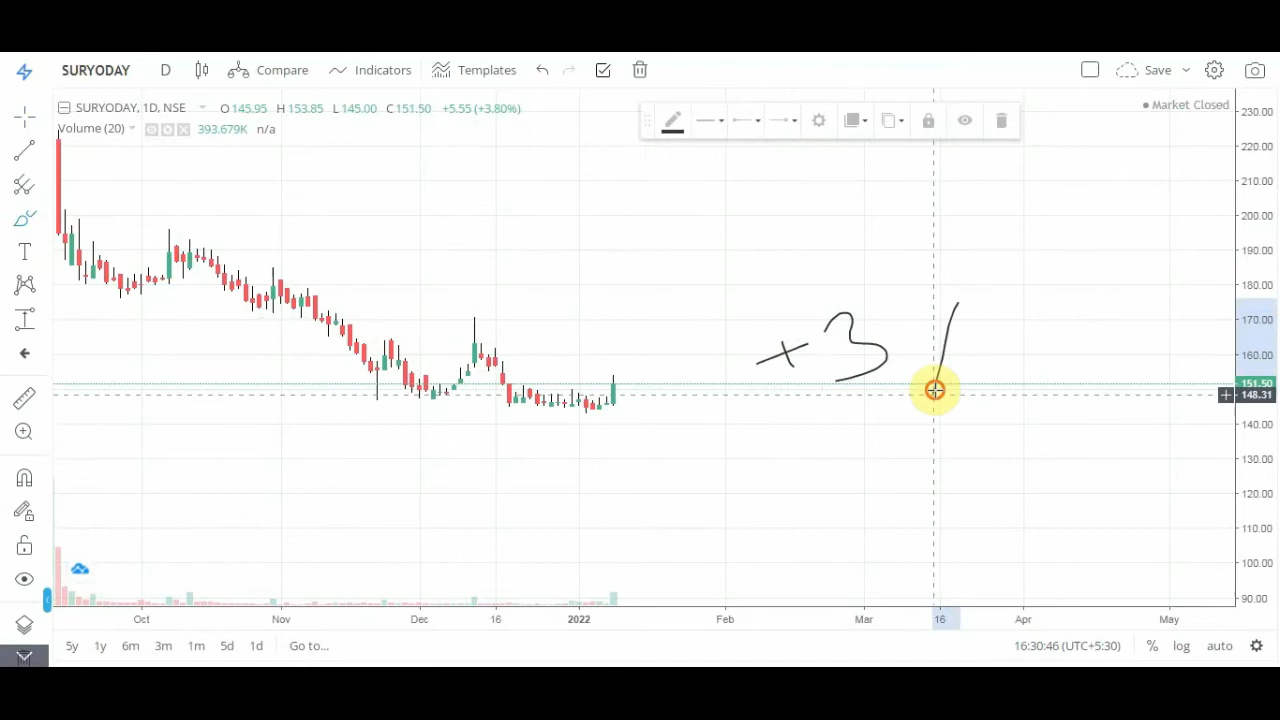 SURYODAY D Compare Indicators Templates Save
SURYODAY, 1D, NSE O145.95 H153.85 L145.00 C151.50 +5.55 (+3.80%)
Market Closed
Volume (20) 393.679K n/a
230.00
220.00
210.00
200.00
190.00
180.00
170.00
160.00
151.50
148.31
140.00
130.00
120.00
110.00
100.00
90.00
+3 /
Oct Nov Dec 16 2022 Feb Mar 16 Apr May
5y 1y 6m 3m 1m 5d 1d Go to... 16:30:46 (UTC+5:30) % log auto